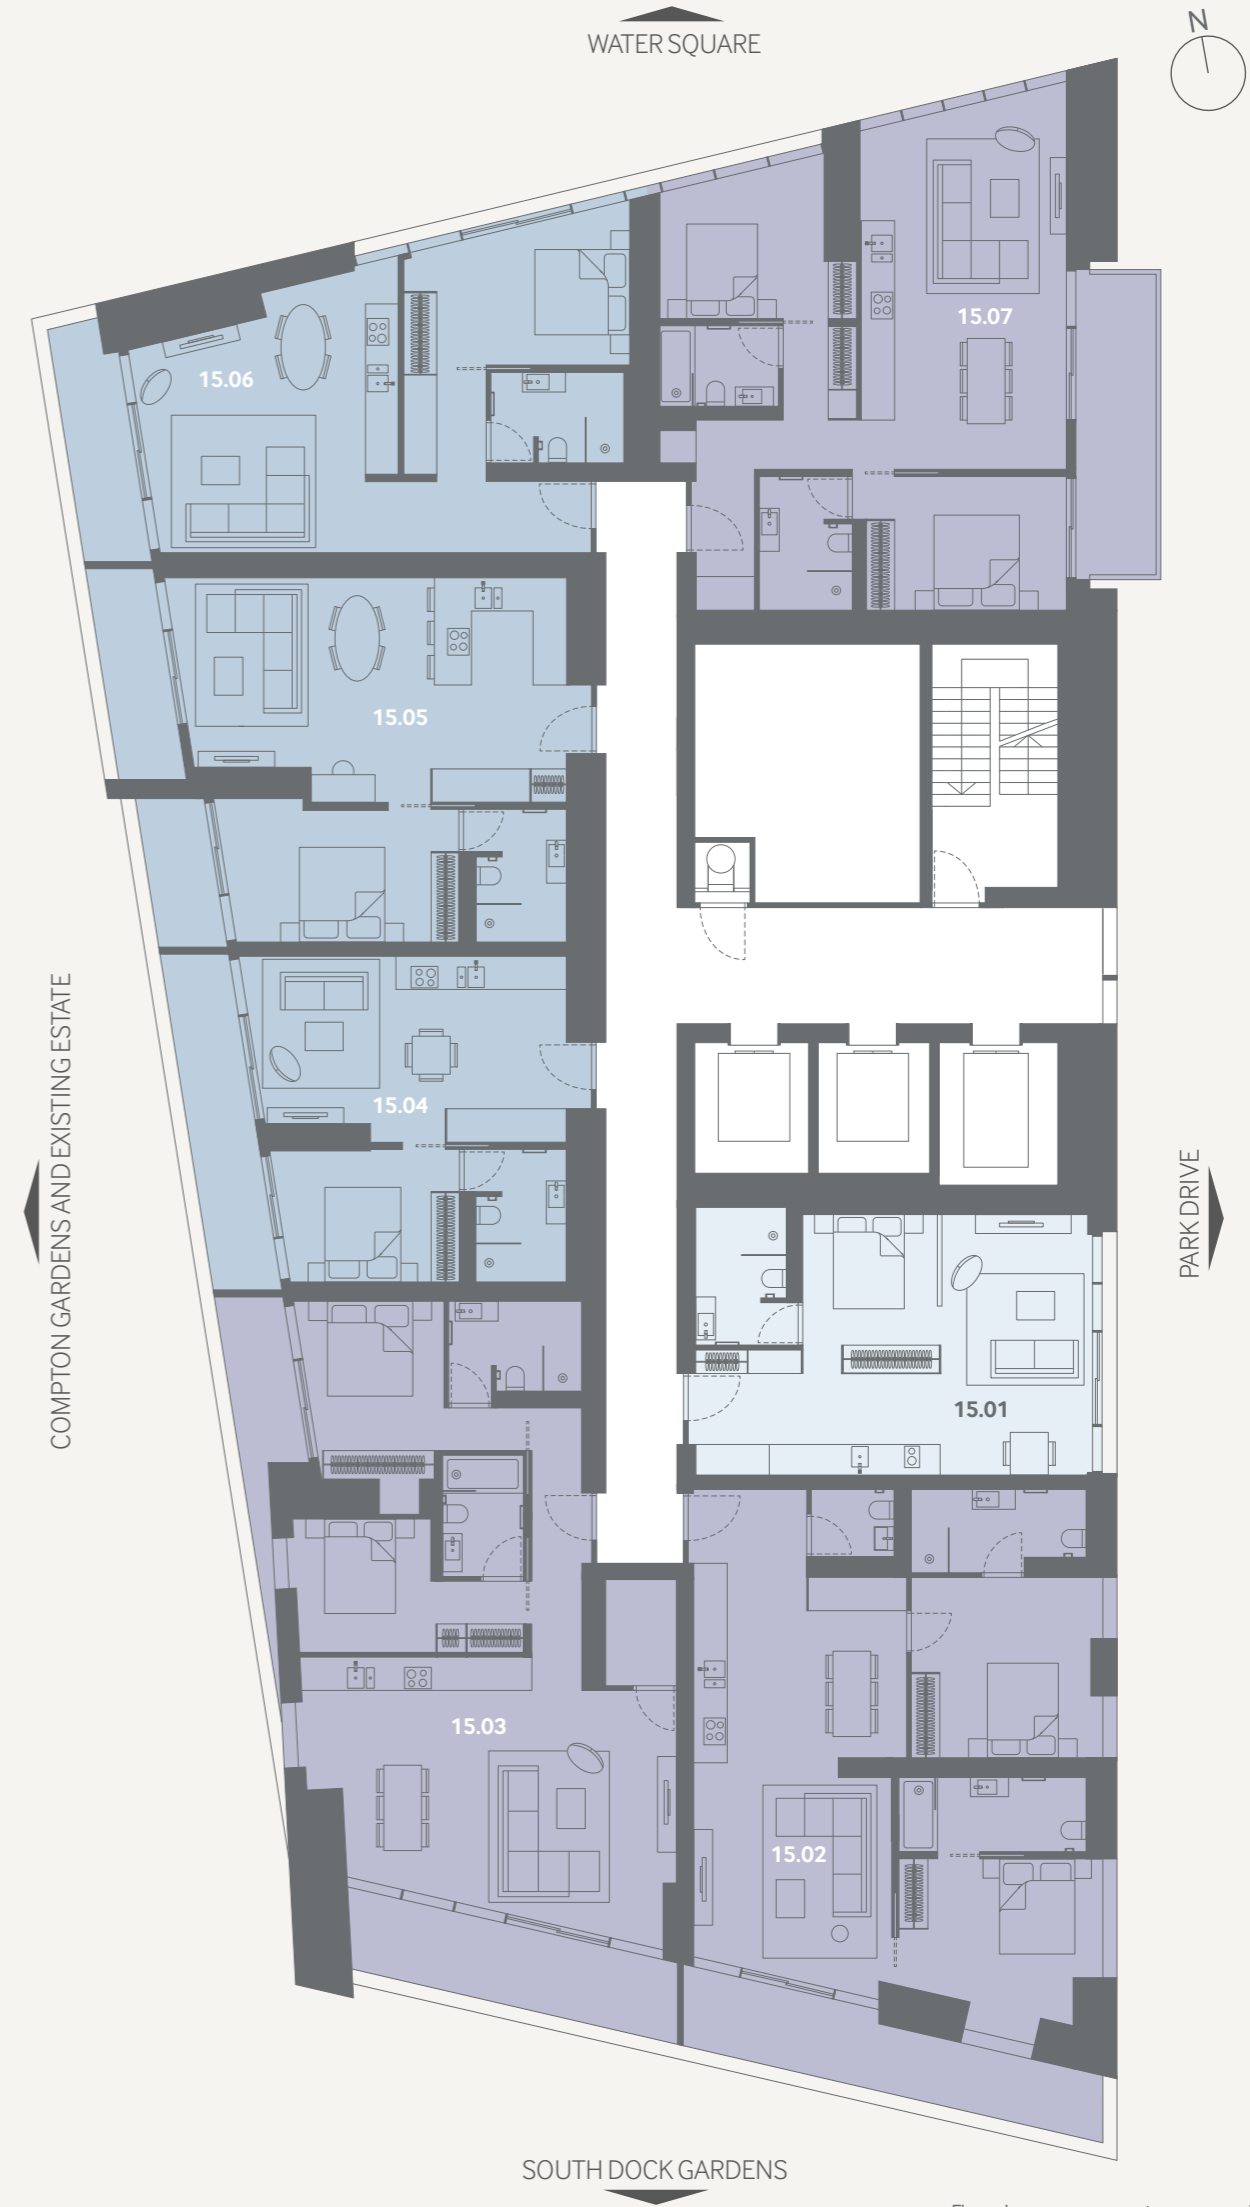 WATER SQUARE
N
15.07
15.06
15.05
COMPTON GARDENS AND EXISTING ESTATE
15.04
PARK DRIVE
15.01
15.03
15.02
SOUTH DOCK GARDENS